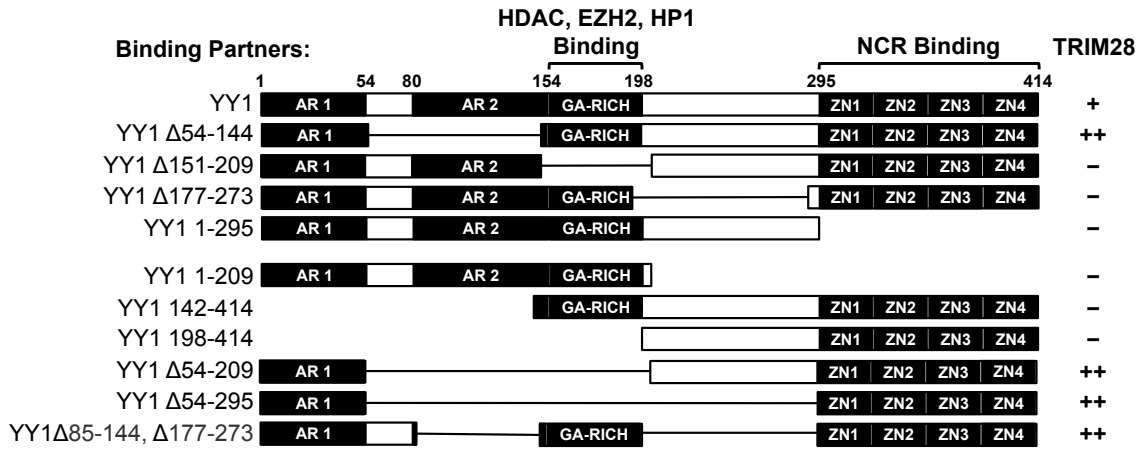 HDAC, EZH2, HP1
Binding Partners: Binding NCR Binding TRIM28
1 54 80 154 198 295 414
YY1 AR 1 AR 2 GA-RICH ZN1 ZN2 ZN3 ZN4 +
YY1 Δ54-144 AR 1 GA-RICH ZN1 ZN2 ZN3 ZN4 ++
YY1 Δ151-209 AR 1 AR 2 ZN1 ZN2 ZN3 ZN4 −
YY1 Δ177-273 AR 1 AR 2 GA-RICH ZN1 ZN2 ZN3 ZN4 −
YY1 1-295 AR 1 AR 2 GA-RICH −
YY1 1-209 AR 1 AR 2 GA-RICH −
YY1 142-414 GA-RICH ZN1 ZN2 ZN3 ZN4 −
YY1 198-414 ZN1 ZN2 ZN3 ZN4 −
YY1 Δ54-209 AR 1 ZN1 ZN2 ZN3 ZN4 ++
YY1 Δ54-295 AR 1 ZN1 ZN2 ZN3 ZN4 ++
YY1Δ85-144, Δ177-273 AR 1 GA-RICH ZN1 ZN2 ZN3 ZN4 ++